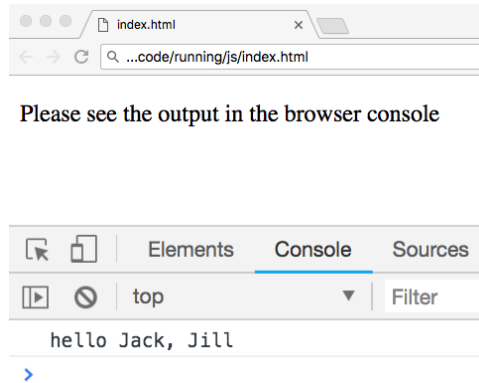 index.html
...code/running/js/index.html
Please see the output in the browser console
Elements Console Sources
top Filter
hello Jack, Jill